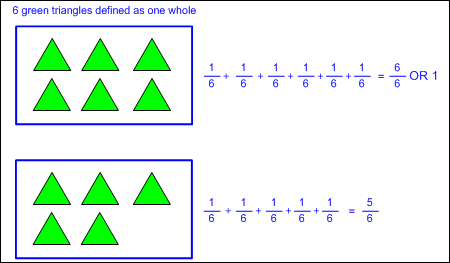 6 green triangles defined as one whole
1/6 + 1/6 + 1/6 + 1/6 + 1/6 + 1/6 = 6/6 OR 1
1/6 + 1/6 + 1/6 + 1/6 + 1/6 = 5/6